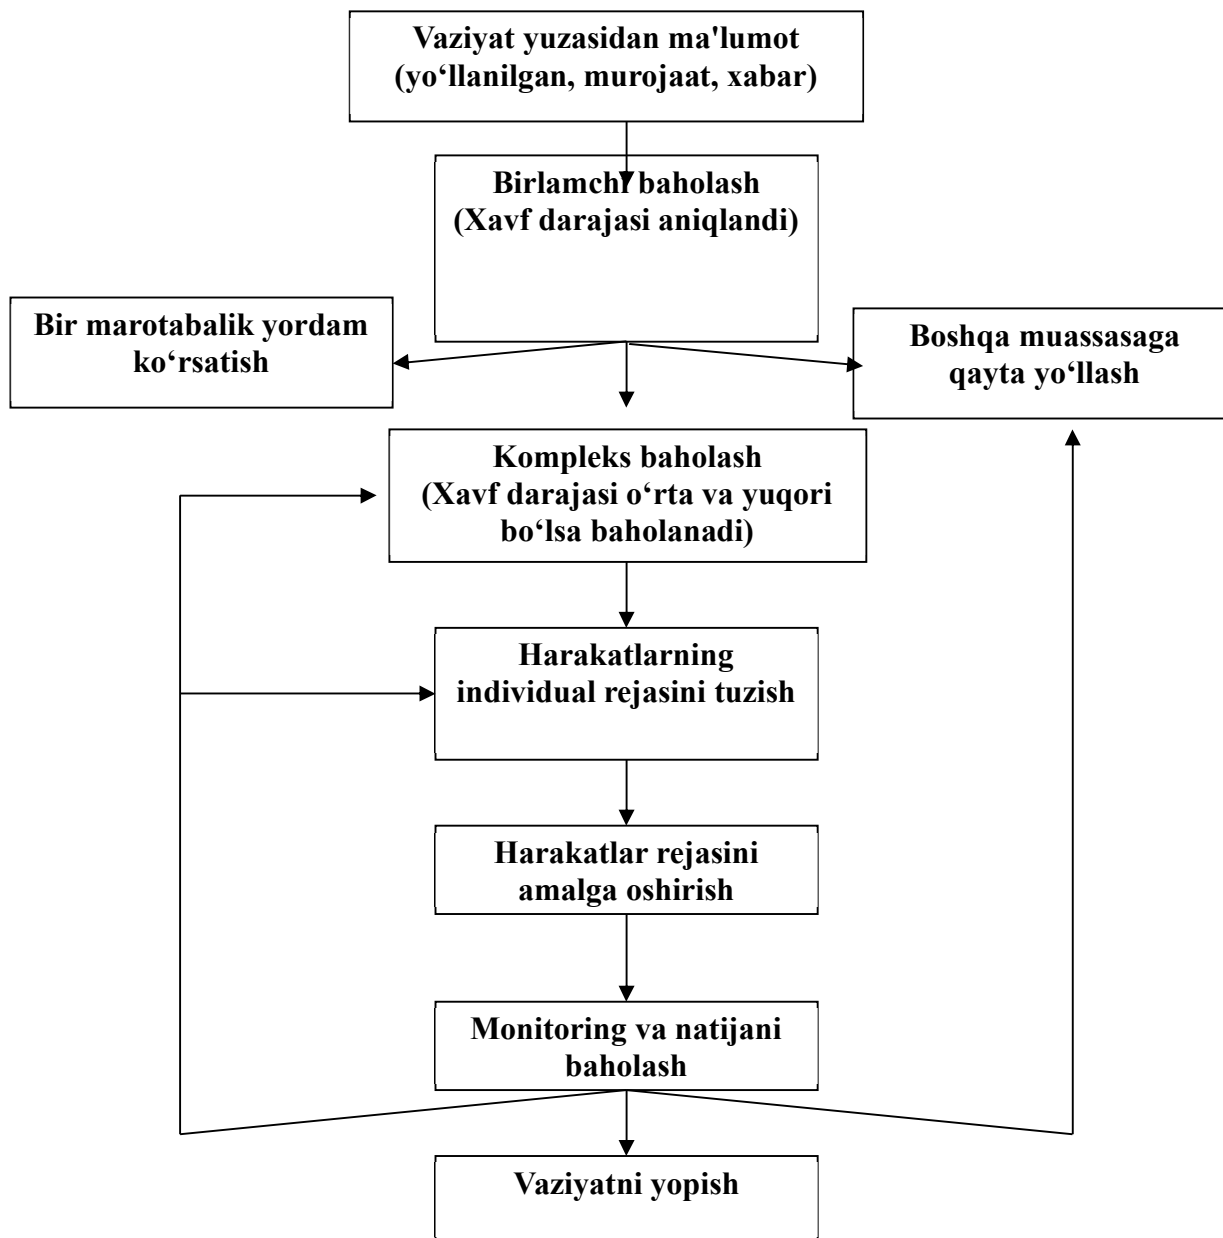 Vaziyat yuzasidan ma'lumot
(yo‘llanilgan, murojaat, xabar)
Birlamchi baholash
(Xavf darajasi aniqlandi)
Bir marotabalik yordam
ko‘rsatish
Boshqa muassasaga
qayta yo‘llash
Kompleks baholash
(Xavf darajasi o‘rta va yuqori
bo‘lsa baholanadi)
Harakatlarning
individual rejasini tuzish
Harakatlar rejasini
amalga oshirish
Monitoring va natijani
baholash
Vaziyatni yopish